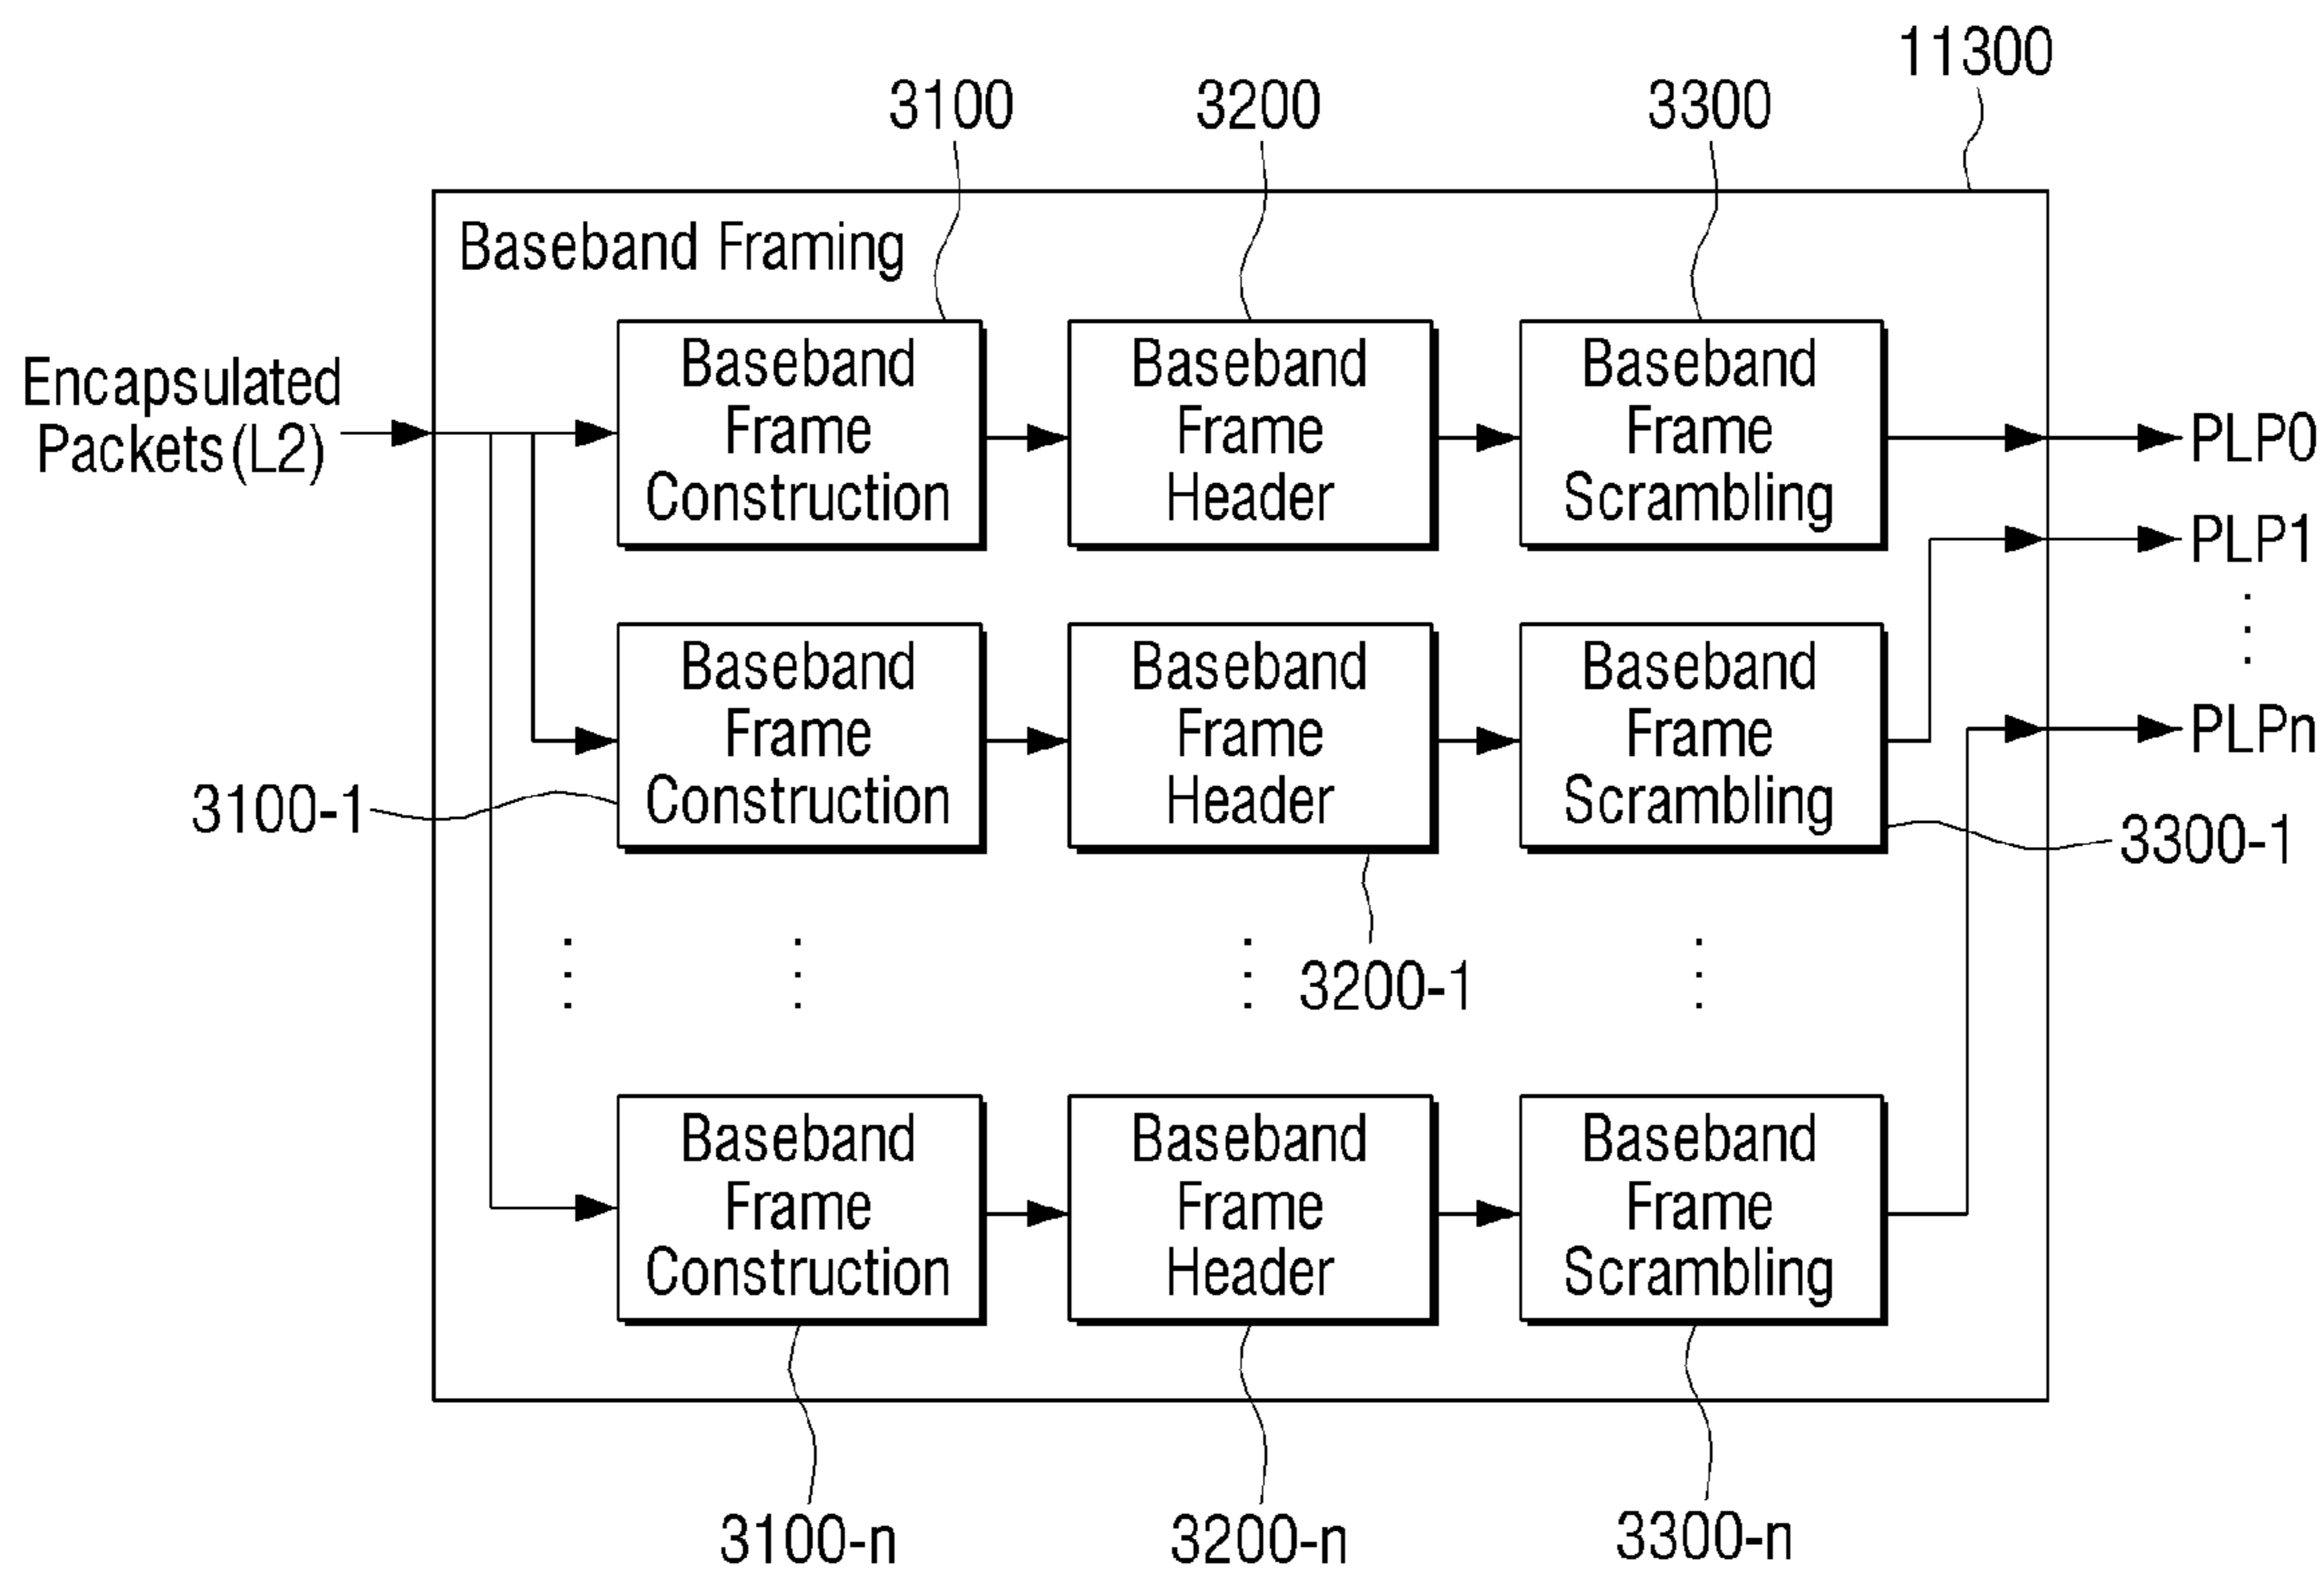 11300
3100
3200
3300
Baseband Framing
Encapsulated
Packets(L2)
Baseband
Frame
Construction
Baseband
Frame
Header
Baseband
Frame
Scrambling
PLP0
PLP1
PLPn
Baseband
Frame
Construction
Baseband
Frame
Header
Baseband
Frame
Scrambling
3100-1
3200-1
3300-1
Baseband
Frame
Construction
Baseband
Frame
Header
Baseband
Frame
Scrambling
3100-n
3200-n
3300-n